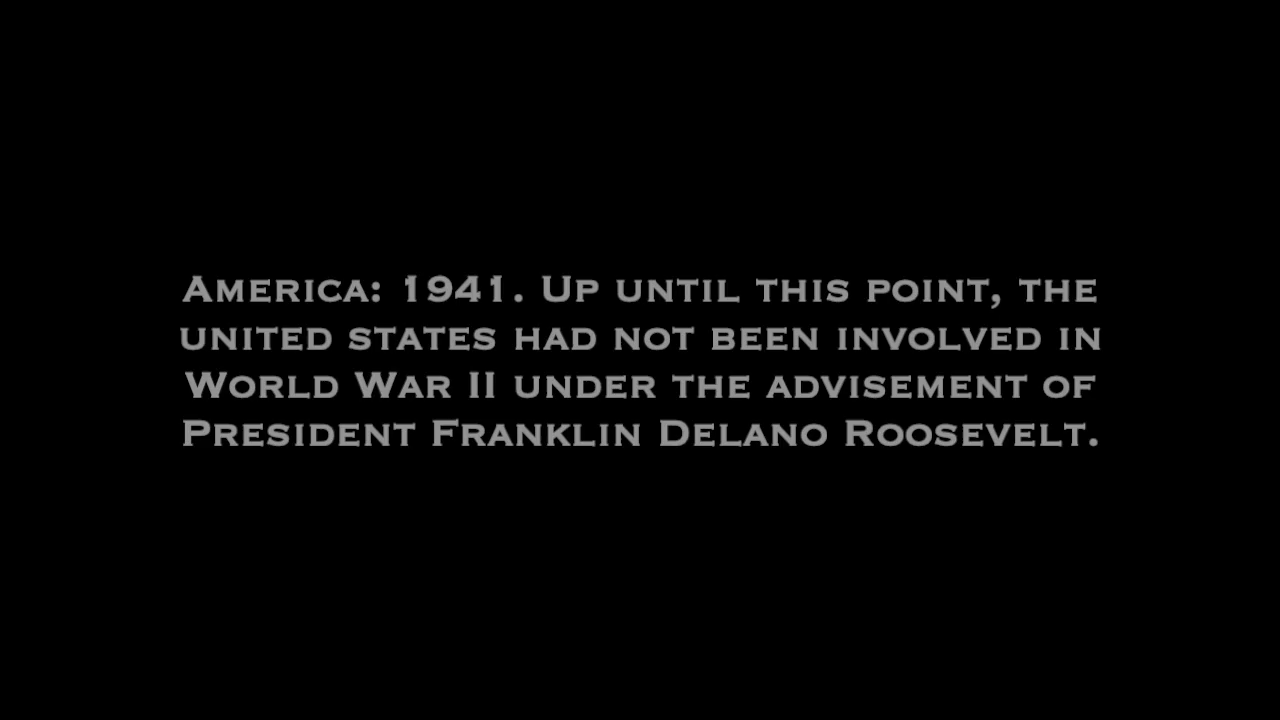 America: 1941. Up until this point, the
united states had not been involved in
World War II under the advisement of
President Franklin Delano Roosevelt.